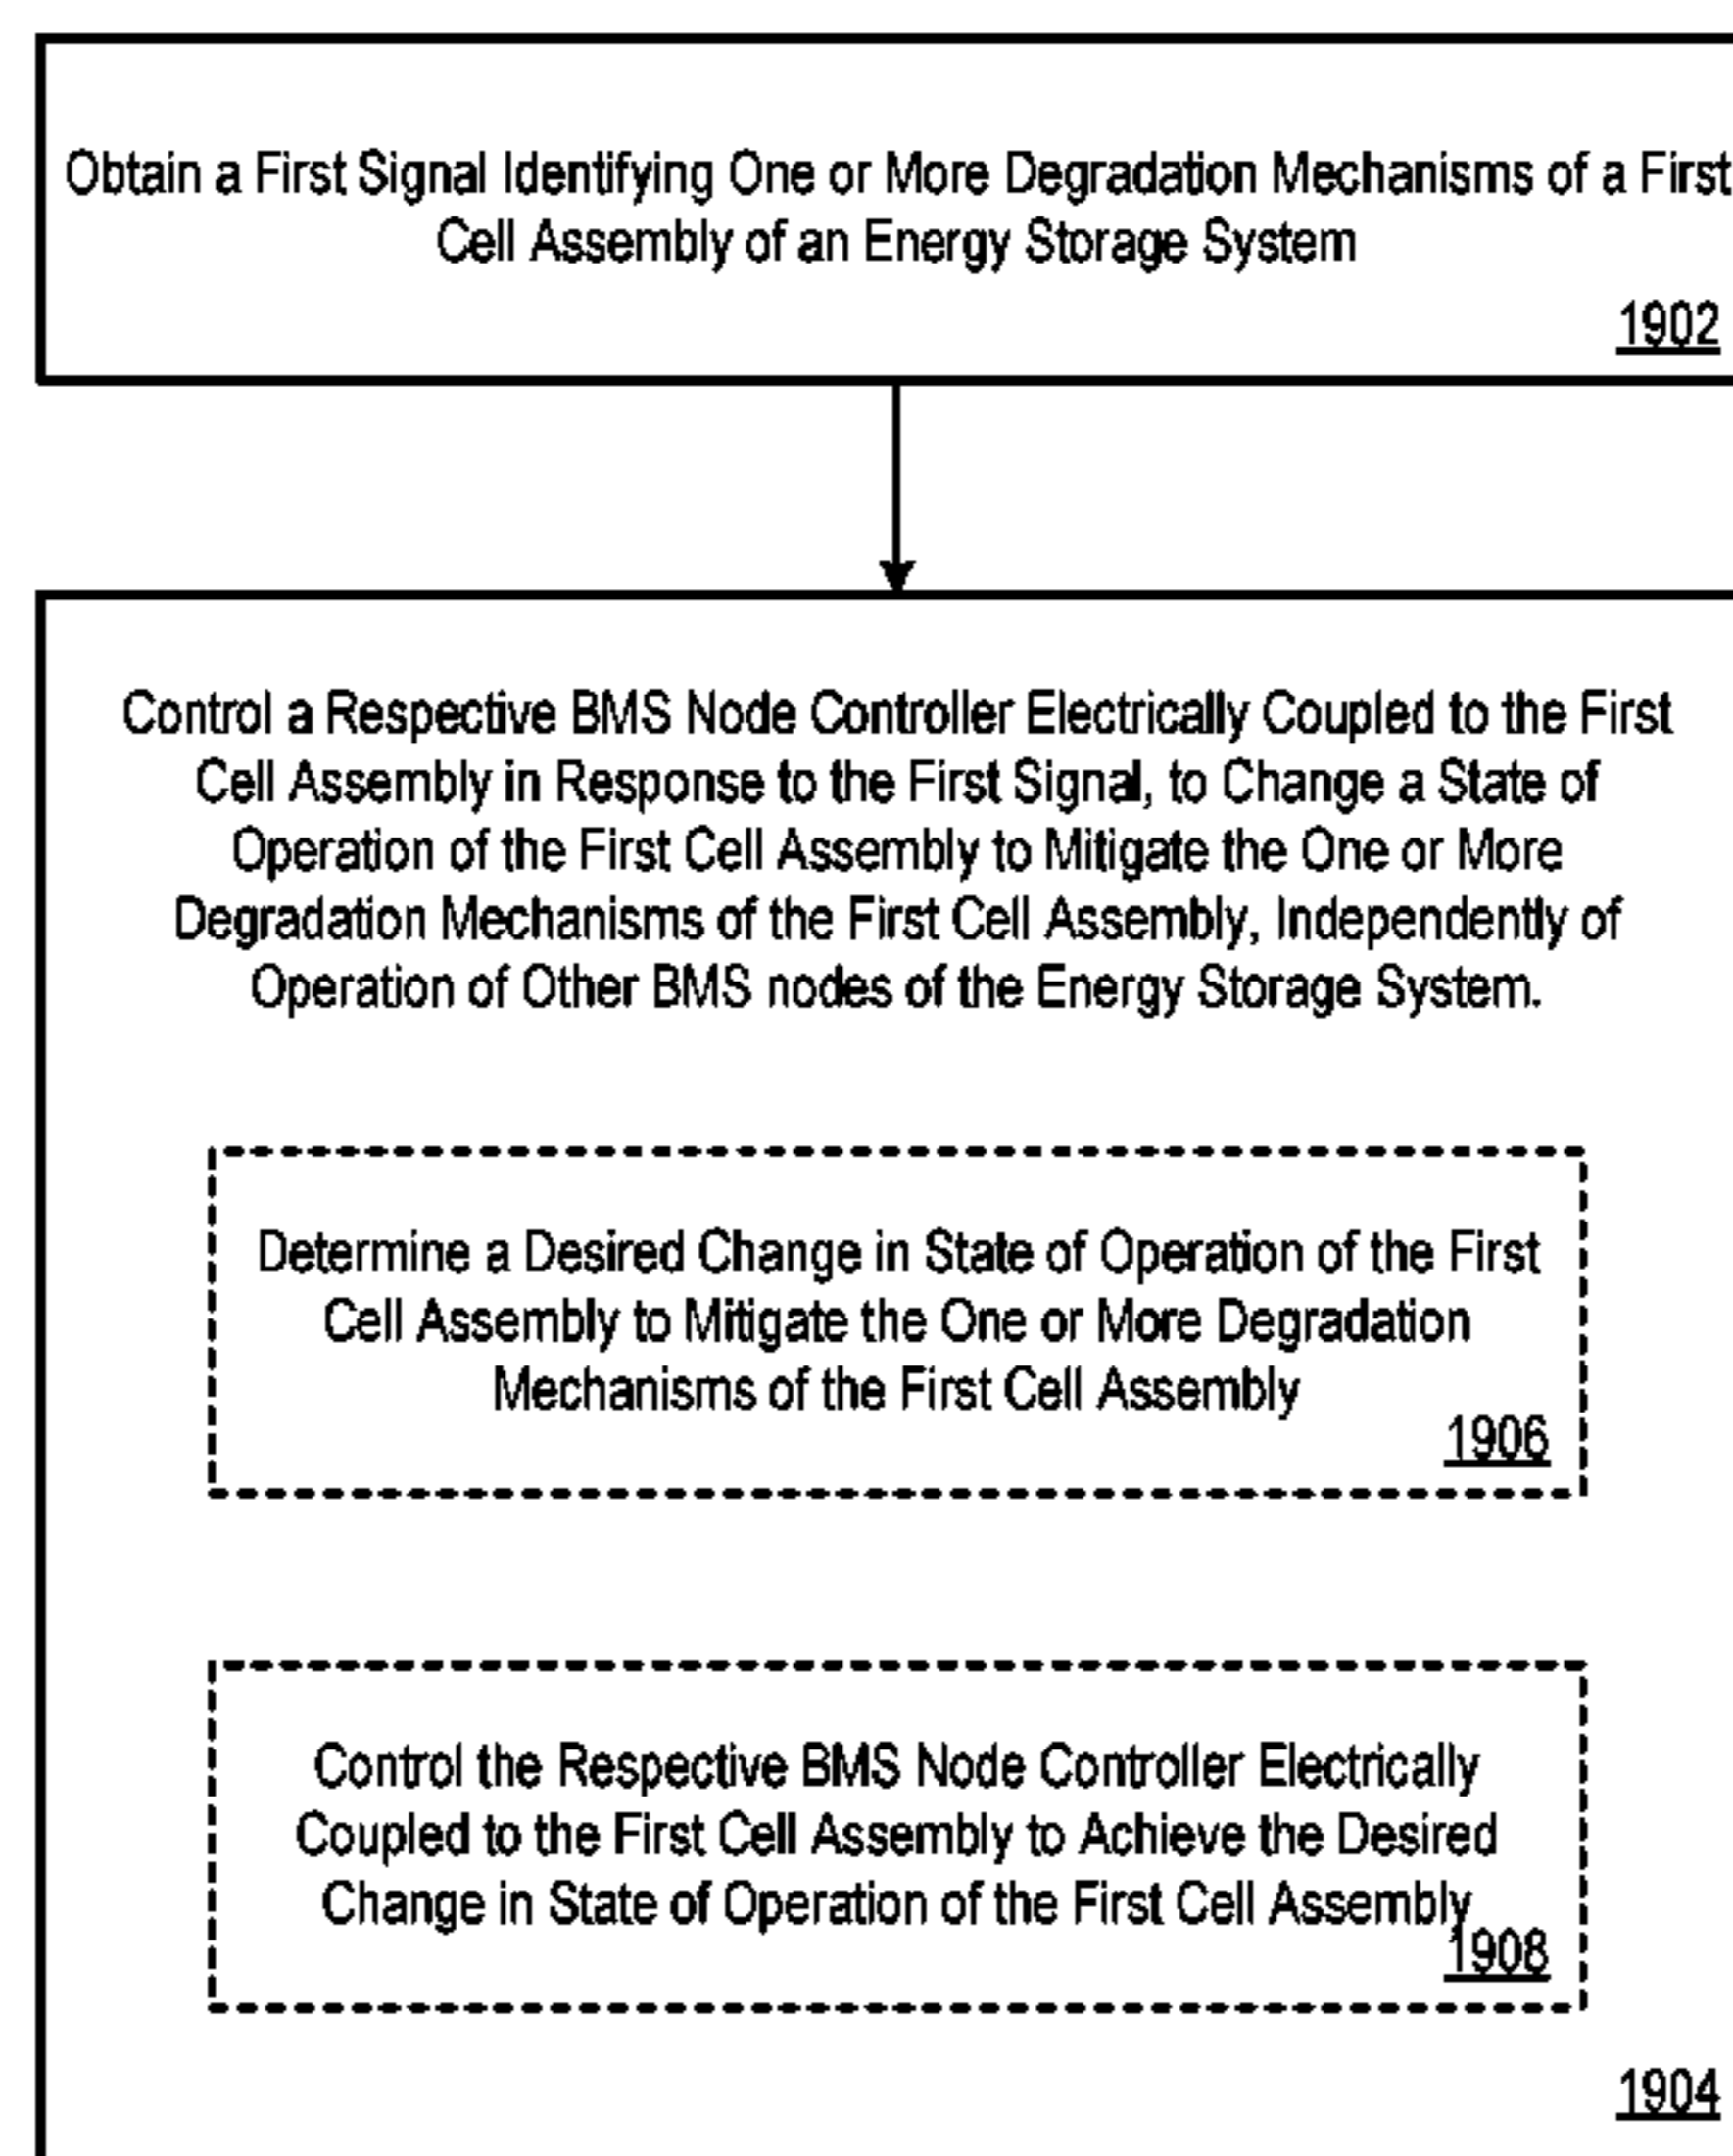 Obtain a First Signal Identifying One or More Degradation Mechanisms of a First
Cell Assembly of an Energy Storage System
1902
Control a Respective BMS Node Controller Electrically Coupled to the First
Cell Assembly in Response to the First Signal, to Change a State of
Operation of the First Cell Assembly to Mitigate the One or More
Degradation Mechanisms of the First Cell Assembly, Independently of
Operation of Other BMS nodes of the Energy Storage System.
Determine a Desired Change in State of Operation of the First
Cell Assembly to Mitigate the One or More Degradation
Mechanisms of the First Cell Assembly
1906
Control the Respective BMS Node Controller Electrically
Coupled to the First Cell Assembly to Achieve the Desired
Change in State of Operation of the First Cell Assembly
1908
1904